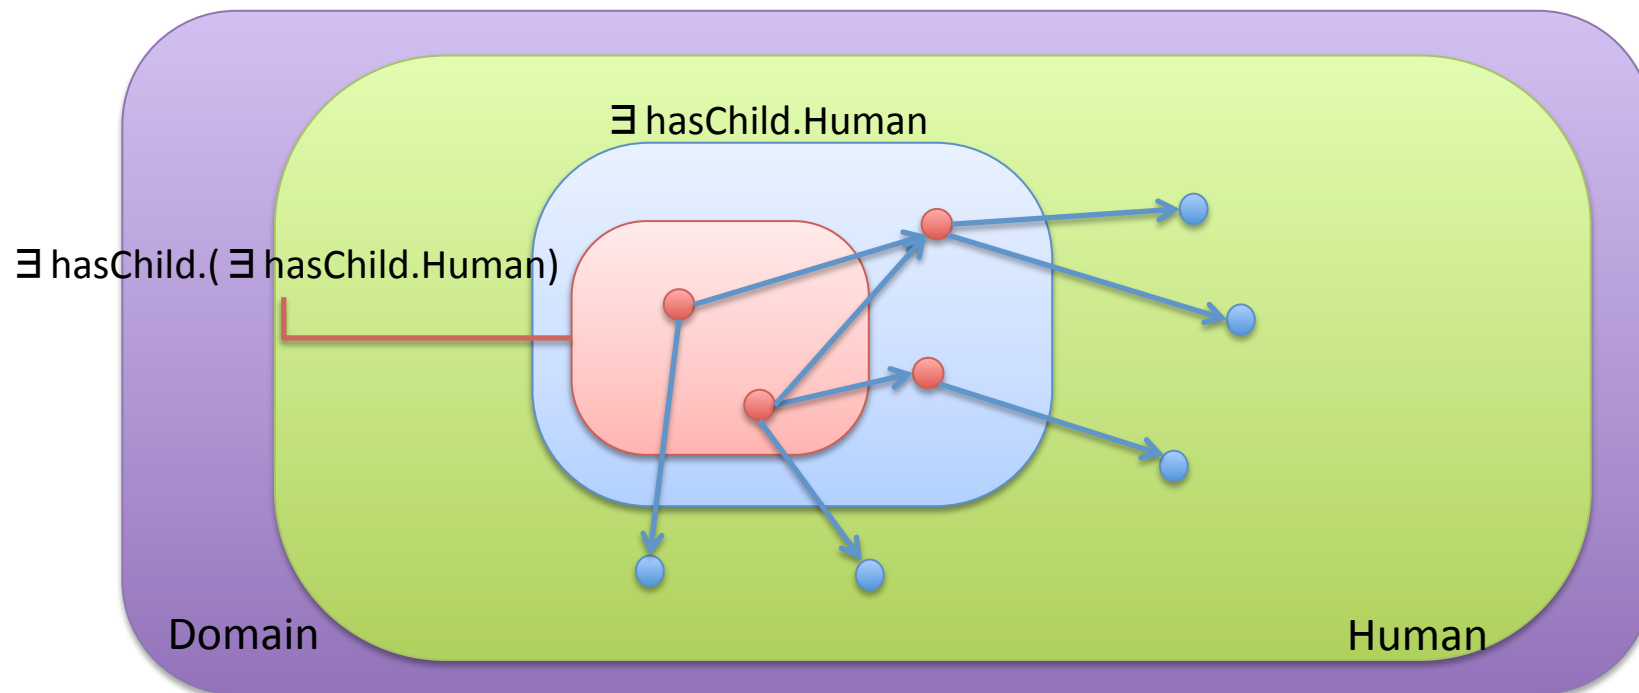 ∃ hasChild.Human
∃ hasChild.( ∃ hasChild.Human)
Domain
Human